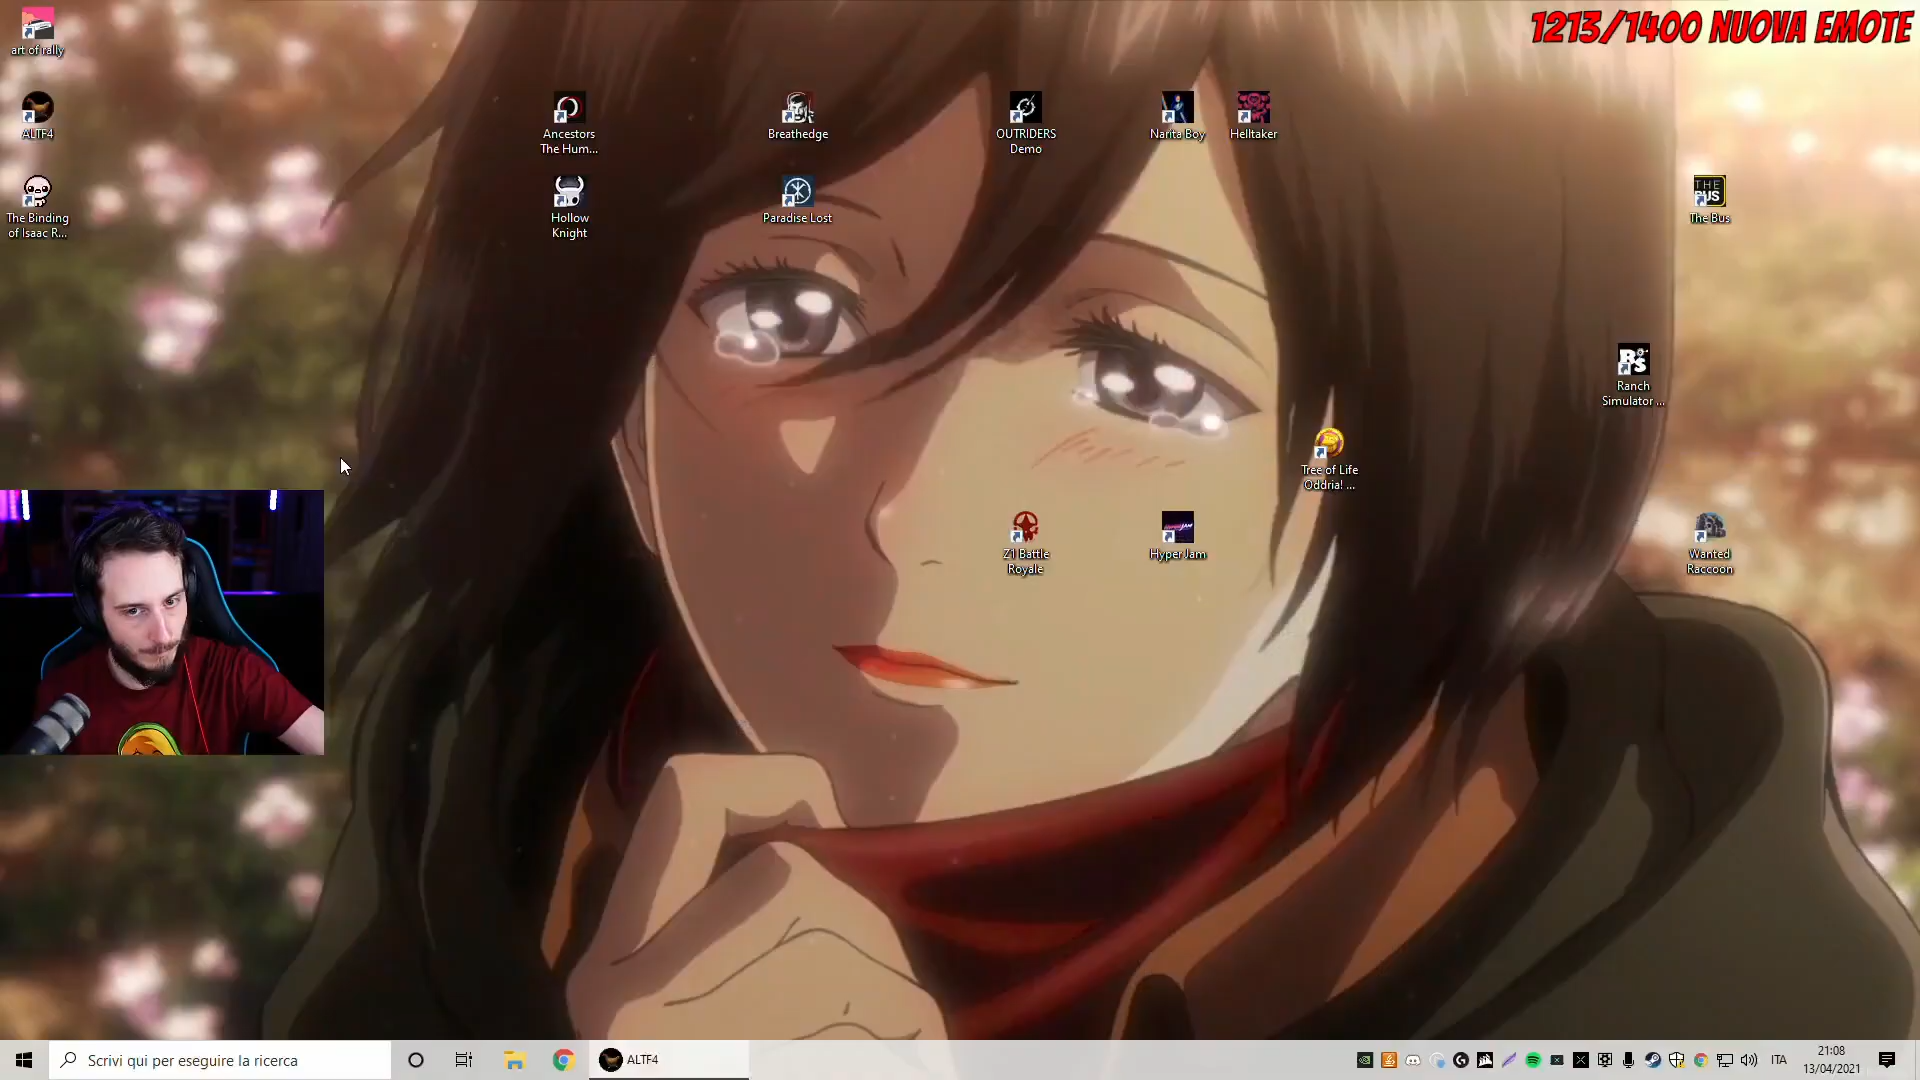 1213/1400 NUOVA EMOTE
art of rally
ALTF4
The Binding
of Isaac R...
Ancestors
The Hum...
Hollow
Knight
Breathedge
Paradise Lost
OUTRIDERS
Demo
Narita Boy
Helltaker
THE
BUS
The Bus
RS
Ranch
Simulator ...
Tree of Life
Oddria! ...
Z1 Battle
Royale
HYPERJAM
Hyper Jam
Wanted
Raccoon
Scrivi qui per eseguire la ricerca
ALTF4
ITA
21:08
13/04/2021